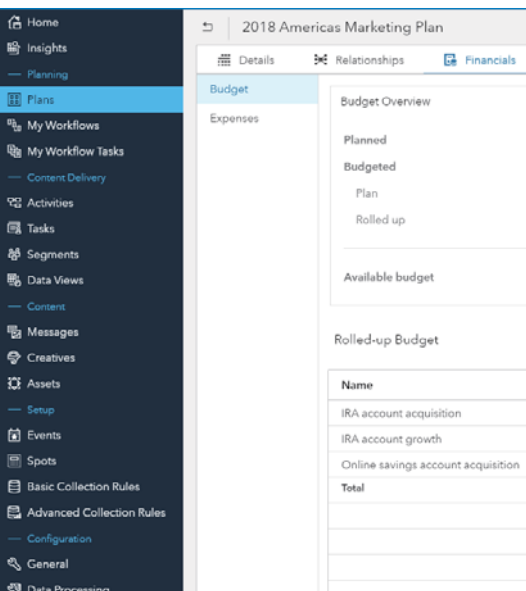 Home
Insights
Planning
Plans
My Workflows
My Workflow Tasks
Content Delivery
Activities
Tasks
Segments
Data Views
Content
Messages
Creatives
Assets
Setup
Events
Spots
Basic Collection Rules
Advanced Collection Rules
Configuration
General
Data Processing
2018 Americas Marketing Plan
Details Relationships Financials
Budget
Expenses
Budget Overview
Planned
Budgeted
Plan
Rolled up
Available budget
Rolled-up Budget
Name
IRA account acquisition
IRA account growth
Online savings account acquisition
Total